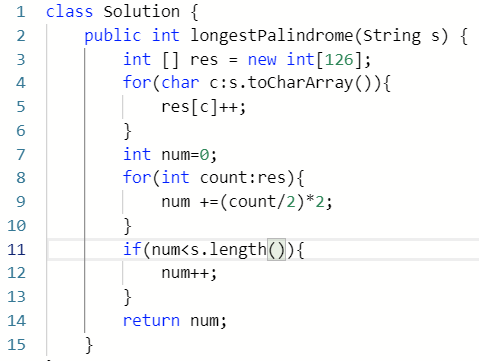 1 class Solution {
2     public int longestPalindrome(String s) {
3         int [] res = new int[126];
4         for(char c:s.toCharArray()){
5             res[c]++;
6         }
7         int num=0;
8         for(int count:res){
9             num +=(count/2)*2;
10         }
11         if(num<s.length()){
12             num++;
13         }
14         return num;
15     }